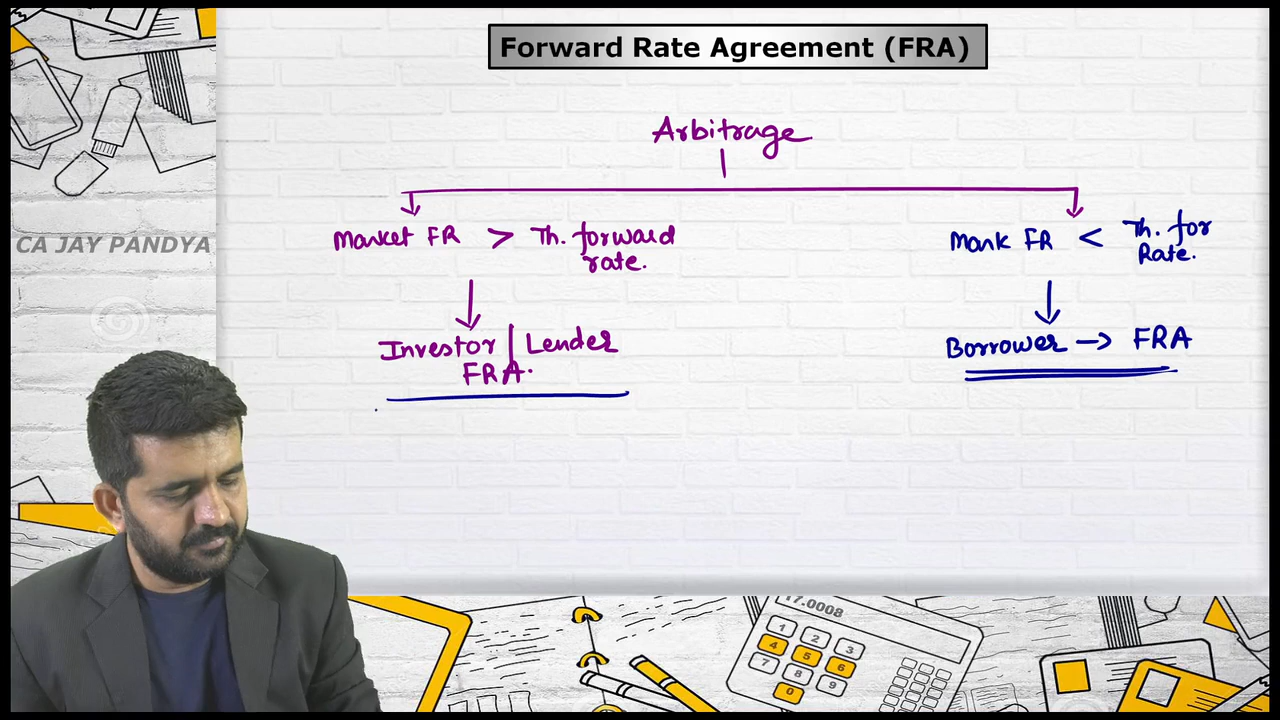 Forward Rate Agreement (FRA)
Arbitrage
CA JAY PANDYA
Market FR > Th. forward
rate.
Mark FR < Th. for
Rate.
Investor | Lender
FRA.
Borrower → FRA
17.0008
1 2 3
4 5 6
7 8 9
0